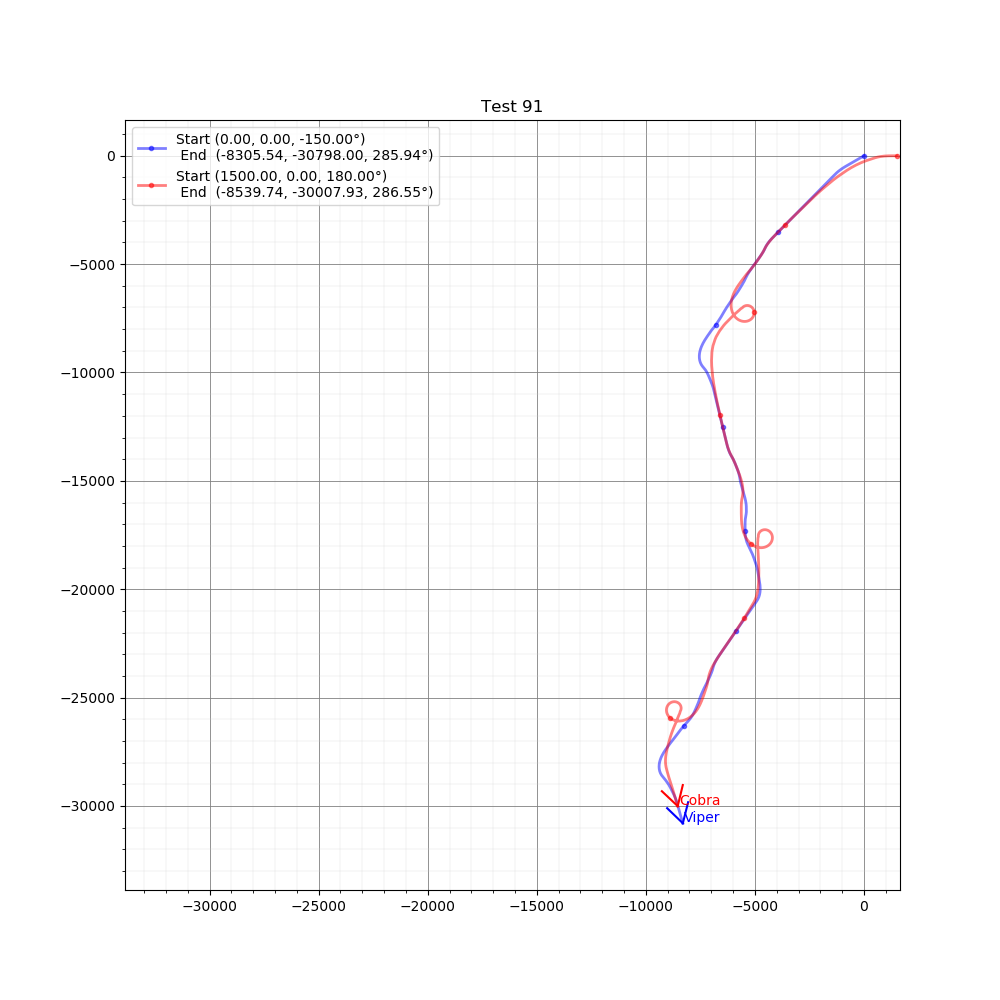 Test 91
Start (0.00, 0.00, -150.00°)
End (-8305.54, -30798.00, 285.94°)
Start (1500.00, 0.00, 180.00°)
End (-8539.74, -30007.93, 286.55°)
0
−5000
−10000
−15000
−20000
−25000
−30000
Cobra
Viper
−30000 −25000 −20000 −15000 −10000 −5000 0